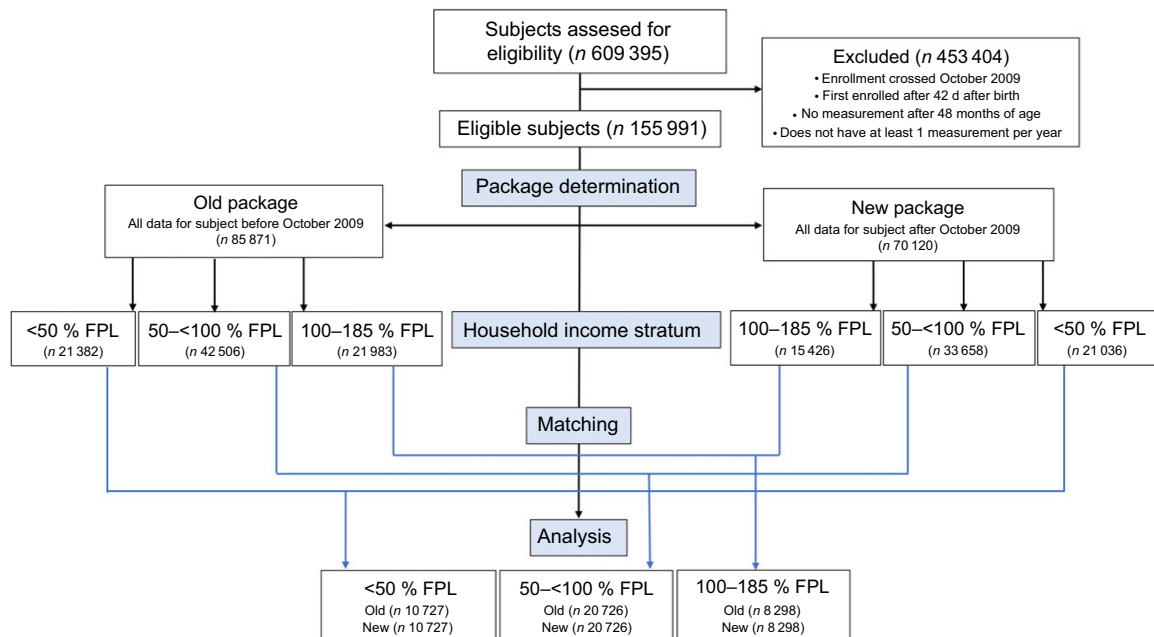 Subjects assesed for
eligibility (n 609 395)
Excluded (n 453 404)
• Enrollment crossed October 2009
• First enrolled after 42 d after birth
• No measurement after 48 months of age
• Does not have at least 1 measurement per year
Eligible subjects (n 155 991)
Package determination
Old package
All data for subject before October 2009
(n 85 871)
New package
All data for subject after October 2009
(n 70 120)
<50 % FPL
(n 21 382)
50–<100 % FPL
(n 42 506)
100–185 % FPL
(n 21 983)
Household income stratum
100–185 % FPL
(n 15 426)
50–<100 % FPL
(n 33 658)
<50 % FPL
(n 21 036)
Matching
Analysis
<50 % FPL
Old (n 10 727)
New (n 10 727)
50–<100 % FPL
Old (n 20 726)
New (n 20 726)
100–185 % FPL
Old (n 8 298)
New (n 8 298)